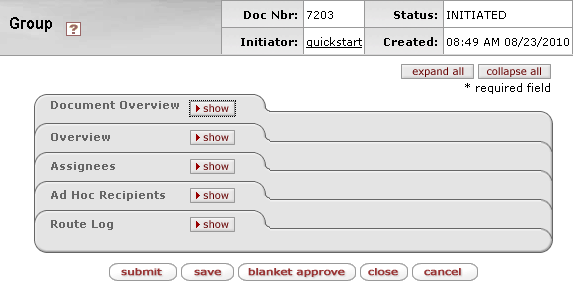 Group ? Doc Nbr: 7203 Status: INITIATED
Initiator: quickstart Created: 08:49 AM 08/23/2010
expand all collapse all
* required field
Document Overview show
Overview show
Assignees show
Ad Hoc Recipients show
Route Log show
submit save blanket approve close cancel